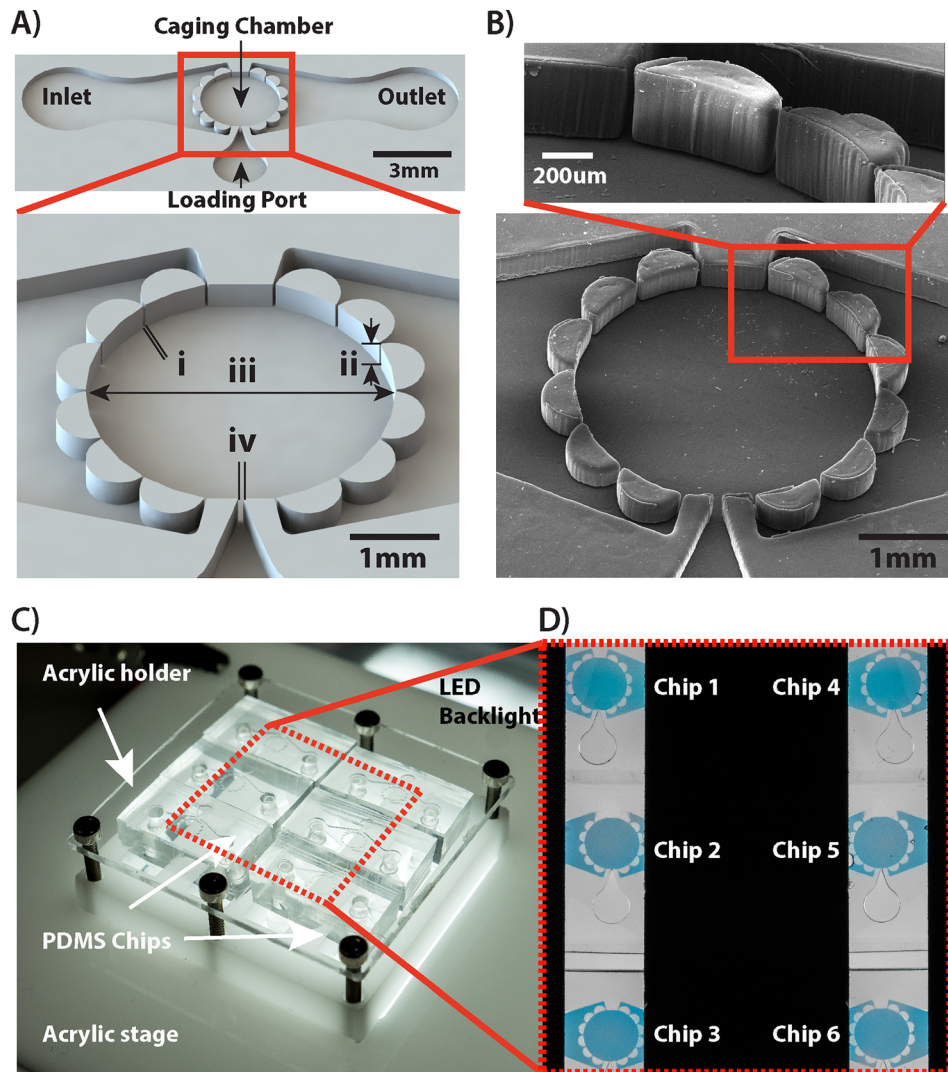 A)
Caging Chamber
Inlet
Outlet
3mm
Loading Port
i
ii
iii
iv
1mm
B)
200um
1mm
C)
Acrylic holder
LED
Backlight
PDMS Chips
Acrylic stage
D)
Chip 1
Chip 4
Chip 2
Chip 5
Chip 3
Chip 6